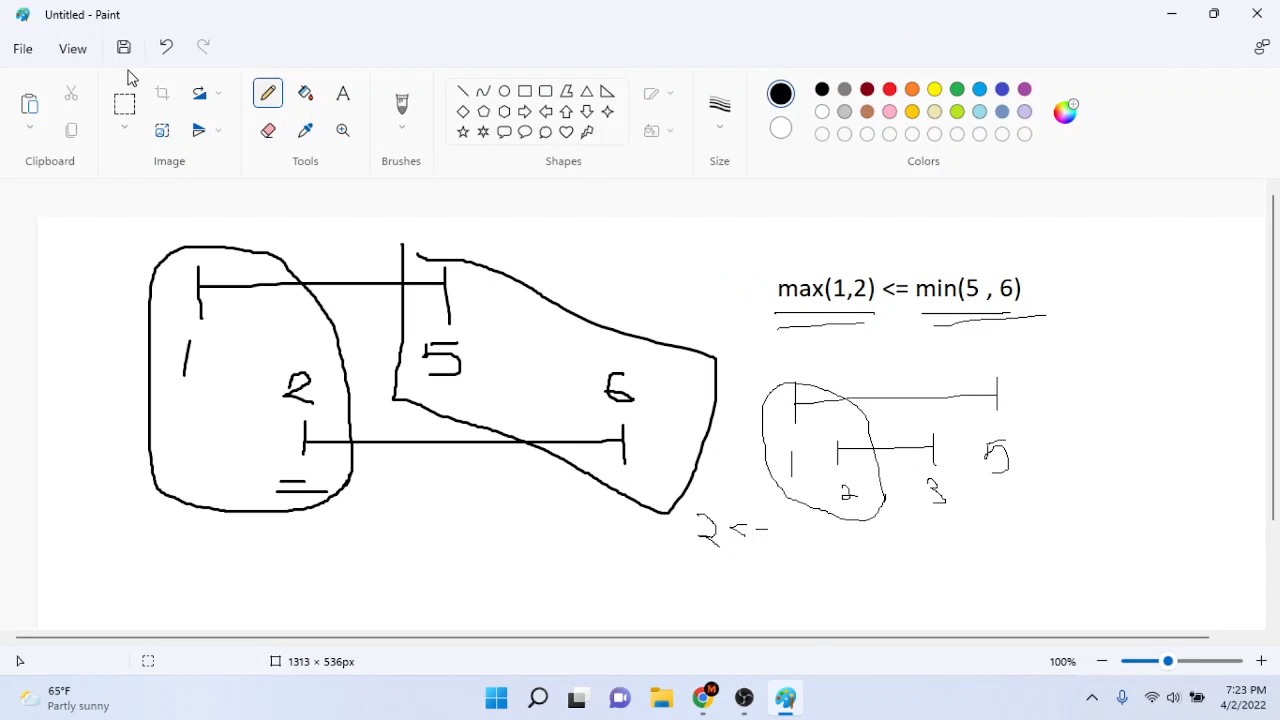 Untitled - Paint
File View
Clipboard Image Tools Brushes Shapes Size Colors
max(1,2) <= min(5 , 6)
1 5
2 6
1 2 3 5
2 < -
1313 × 536px 100%
65°F
Partly sunny
7:23 PM
4/2/2022